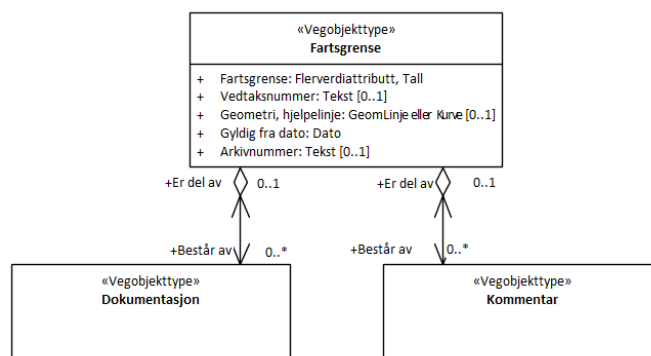 «Vegobjekttype»
Fartsgrense
+ Fartsgrense: Flerverdiattributt, Tall
+ Vedtaksnummer: Tekst [0..1]
+ Geometri, hjelpelinje: GeomLinje eller Kurve [0..1]
+ Gyldig fra dato: Dato
+ Arkivnummer: Tekst [0..1]
+Er del av 0..1 +Er del av 0..1
+Består av 0..* +Består av 0..*
«Vegobjekttype» «Vegobjekttype»
Dokumentasjon Kommentar